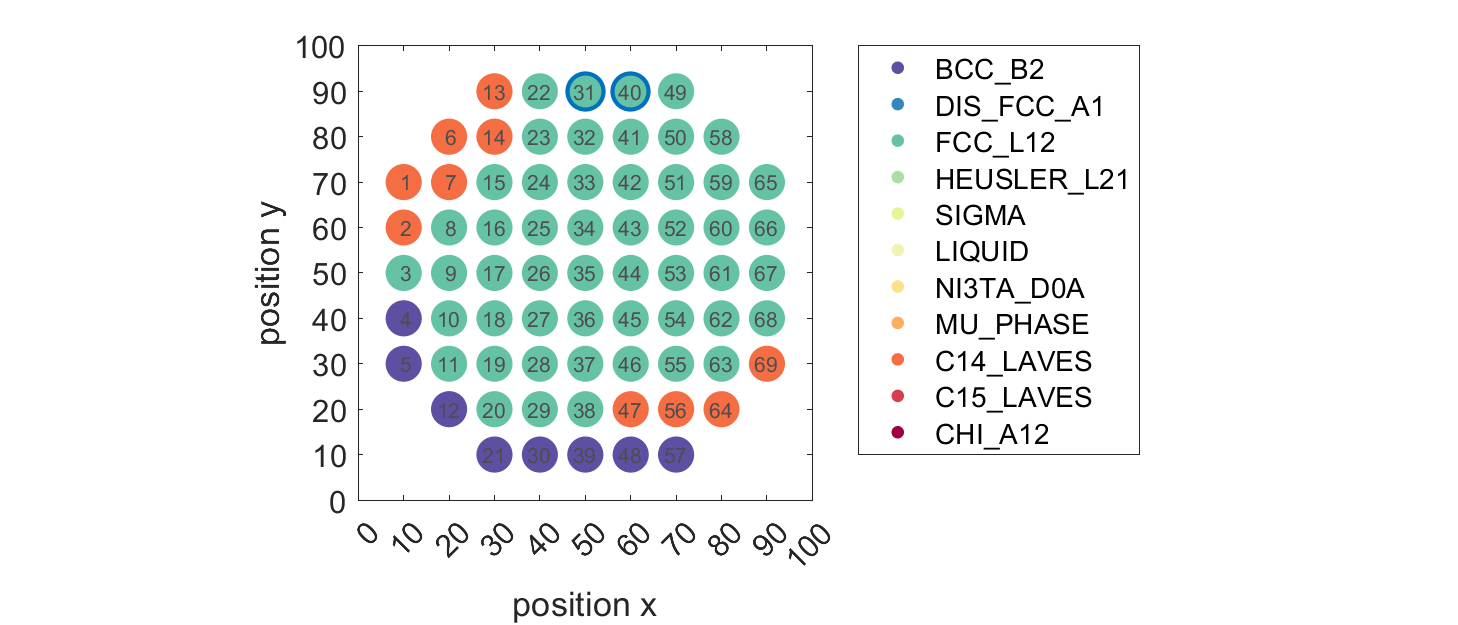 100
90
80
70
60
50
40
30
20
10
0
13 22 31 40 49
6 14 23 32 41 50 58
1 7 15 24 33 42 51 59 65
2 8 16 25 34 43 52 60 66
3 9 17 26 35 44 53 61 67
4 10 18 27 36 45 54 62 68
5 11 19 28 37 46 55 63 69
12 20 29 38 47 56 64
21 30 39 48 57
0 10 20 30 40 50 60 70 80 90 100
position x
position y
BCC_B2
DIS_FCC_A1
FCC_L12
HEUSLER_L21
SIGMA
LIQUID
NI3TA_D0A
MU_PHASE
C14_LAVES
C15_LAVES
CHI_A12